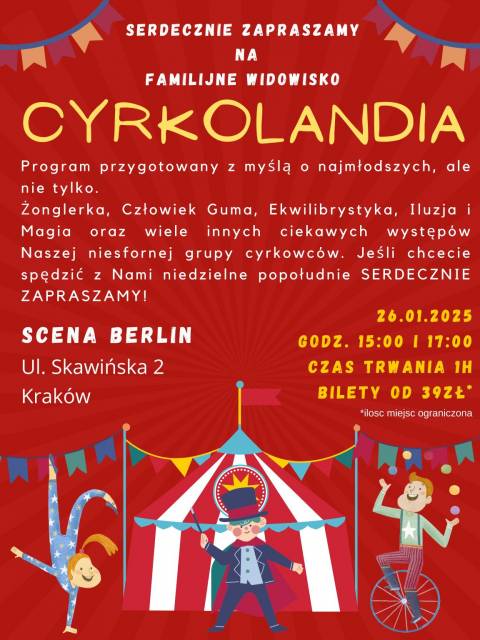 SERDECZNIE ZAPRASZAMY
NA
FAMILIJNE WIDOWISKO
CYRKOLANDIA
Program przygotowany z myślą o najmłodszych, ale
nie tylko.
Żonglerka, Człowiek Guma, Ekwilibrystyka, Iluzja i
Magia oraz wiele innych ciekawych występów
Naszej niesfornej grupy cyrkowców. Jeśli chcecie
spędzić z Nami niedzielne popołudnie SERDECZNIE
ZAPRASZAMY!
SCENA BERLIN
Ul. Skawińska 2
Kraków
26.01.2025
GODZ. 15:00 I 17:00
CZAS TRWANIA 1H
BILETY OD 39ZŁ*
*ilosc miejsc ograniczona